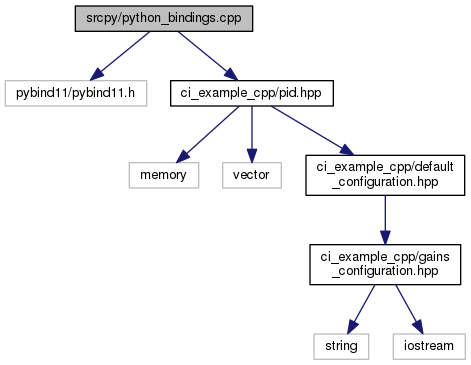 srcpy/python_bindings.cpp
pybind11/pybind11.h
ci_example_cpp/pid.hpp
memory
vector
ci_example_cpp/default
_configuration.hpp
ci_example_cpp/gains
_configuration.hpp
string
iostream